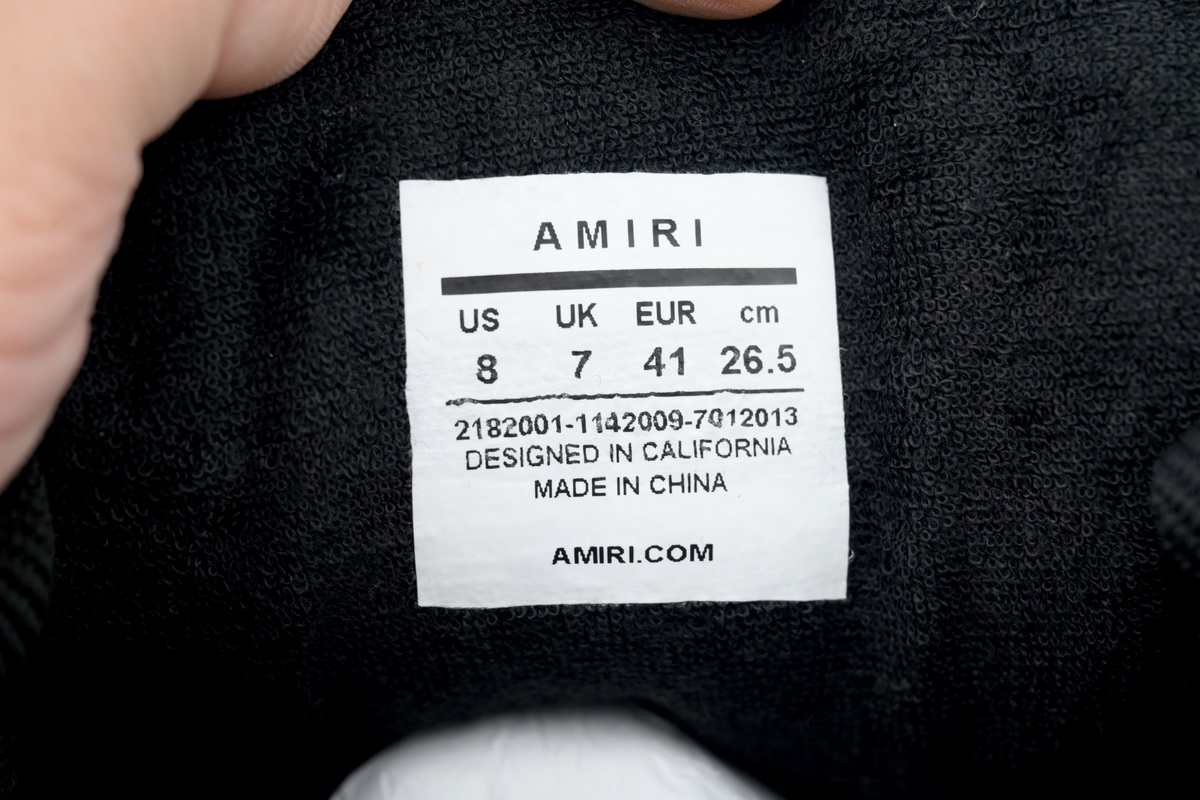 AMIRI
US UK EUR cm
8 7 41 26.5
2182001-1142009-7012013
DESIGNED IN CALIFORNIA
MADE IN CHINA
AMIRI.COM